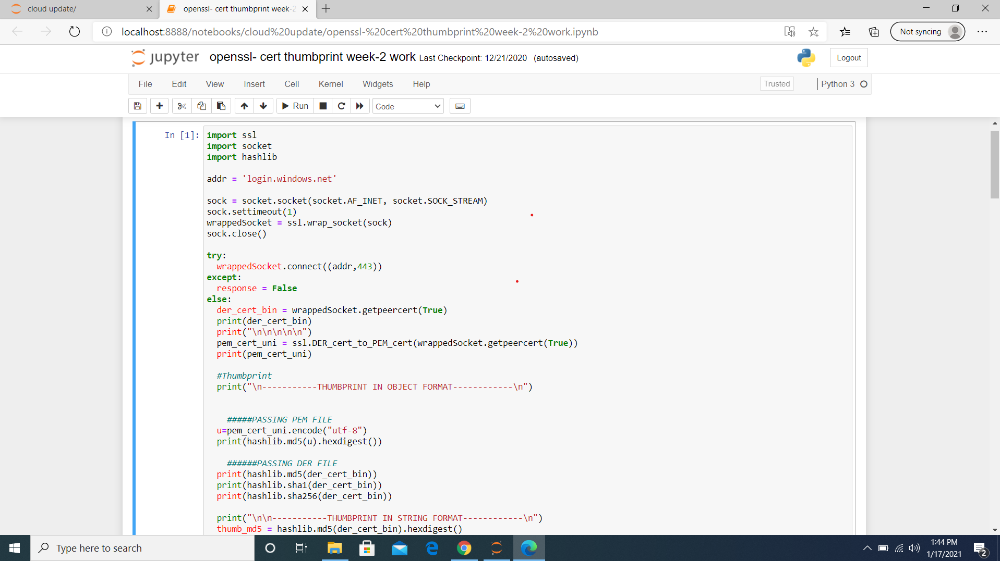 cloud update/
openssl- cert thumbprint week-2
localhost:8888/notebooks/cloud%20update/openssl-%20cert%20thumbprint%20week-2%20work.ipynb
Not syncing
jupyter openssl- cert thumbprint week-2 work Last Checkpoint: 12/21/2020 (autosaved)
Logout
File Edit View Insert Cell Kernel Widgets Help
Trusted
Python 3
Run
Code
In [1]:
import ssl
import socket
import hashlib
addr = 'login.windows.net'
sock = socket.socket(socket.AF_INET, socket.SOCK_STREAM)
sock.settimeout(1)
wrappedSocket = ssl.wrap_socket(sock)
sock.close()
try:
  wrappedSocket.connect((addr,443))
except:
  response = False
else:
  der_cert_bin = wrappedSocket.getpeercert(True)
  print(der_cert_bin)
  print("\n\n\n\n\n")
  pem_cert_uni = ssl.DER_cert_to_PEM_cert(wrappedSocket.getpeercert(True))
  print(pem_cert_uni)
  #Thumbprint
  print("\n-----------THUMBPRINT IN OBJECT FORMAT------------\n")
    #####PASSING PEM FILE
  u=pem_cert_uni.encode("utf-8")
  print(hashlib.md5(u).hexdigest())
    ######PASSING DER FILE
  print(hashlib.md5(der_cert_bin))
  print(hashlib.sha1(der_cert_bin))
  print(hashlib.sha256(der_cert_bin))
  print("\n\n-----------THUMBPRINT IN STRING FORMAT------------\n")
  thumb_md5 = hashlib.md5(der_cert_bin).hexdigest()
Type here to search
1:44 PM
1/17/2021
2